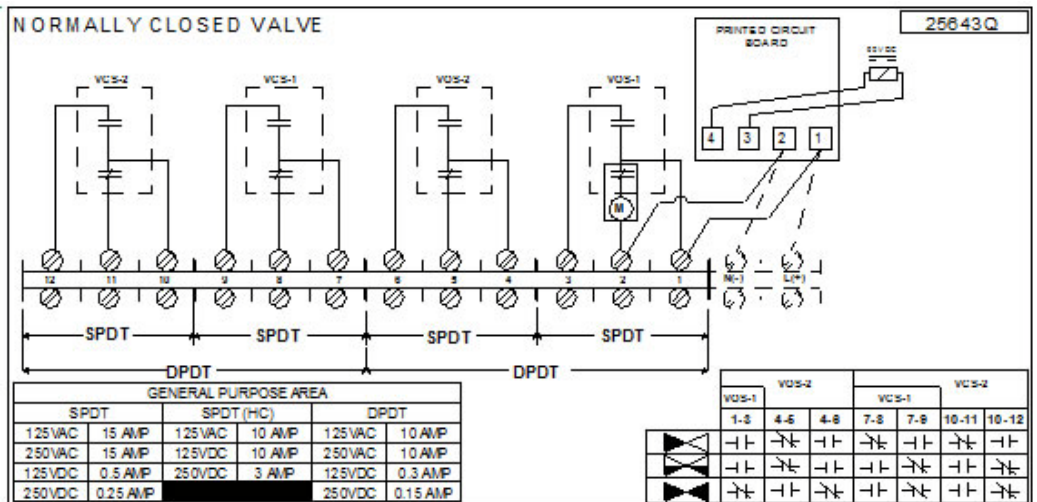 NORMALLY CLOSED VALVE
25643Q
PRINTED CIRCUIT
BOARD
VCS-2
VCS-1
VOS-2
VOS-1
4 3 2 1
M
12 11 10 9 8 7 6 5 4 3 2 1 N(-) L(+)
SPDT SPDT SPDT SPDT
DPDT DPDT
GENERAL PURPOSE AREA
SPDT SPDT (HC) DPDT
125VAC 15 AMP 125VAC 10 AMP 125VAC 10 AMP
250VAC 15 AMP 125VDC 10 AMP 250VAC 10 AMP
125VDC 0.5 AMP 250VDC 3 AMP 125VDC 0.3 AMP
250VDC 0.25 AMP 250VDC 0.15 AMP
VOS-1 VOS-2 VCS-1 VCS-2
1-3 4-5 4-6 7-8 7-9 10-11 10-12